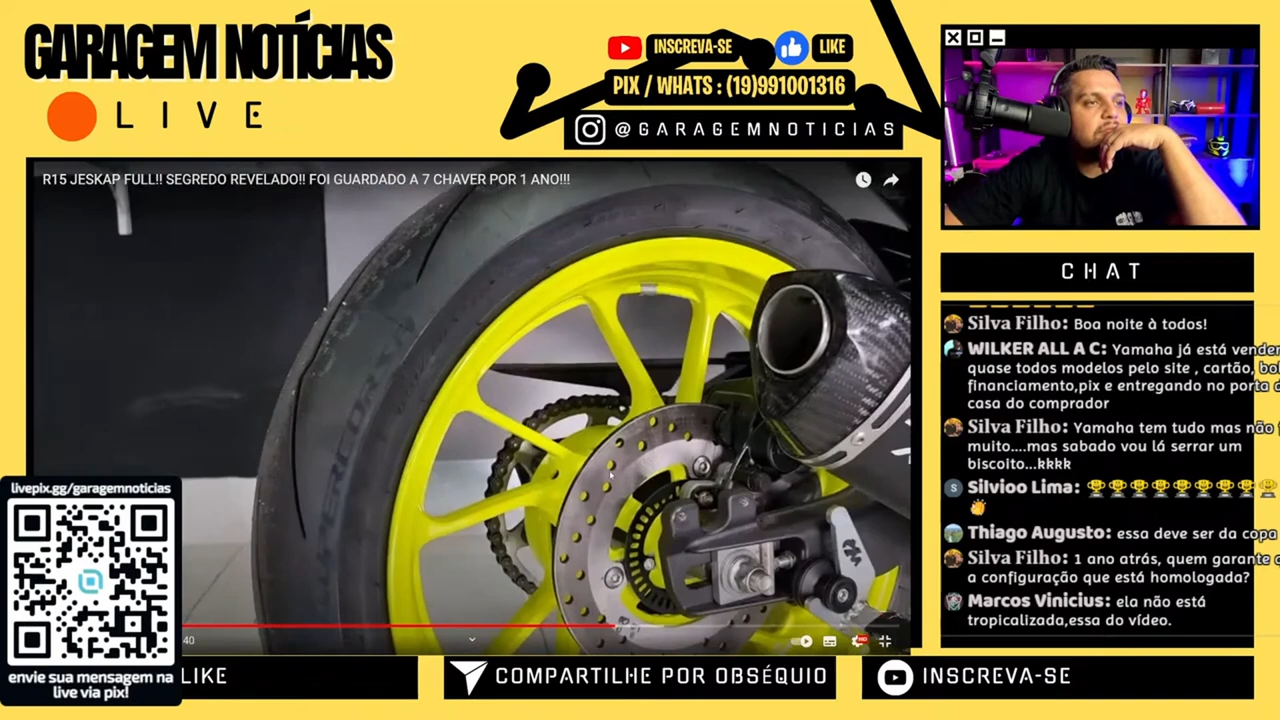 GARAGEM NOTÍCIAS
LIVE
INSCREVA-SE
LIKE
PIX / WHATS : (19)991001316
@GARAGEMNOTICIAS
R15 JESKAP FULL!! SEGREDO REVELADO!! FOI GUARDADO A 7 CHAVER POR 1 ANO!!!
CHAT
Silva Filho: Boa noite à todos!
WILKER ALL A C: Yamaha já está
quase todos modelos pelo site , cartão,
financiamento,pix e entregando no porta
casa do comprador
Silva Filho: Yamaha tem tudo mas não
muito....mas sabado vou lá serrar um
biscoito...kkkk
S Silvioo Lima: 🏆🏆🏆🏆🏆🏆🏆🏆🏆
👏
Thiago Augusto: essa deve ser da copa
Silva Filho: 1 ano atrás, quem garante
a configuração que está homologada?
Marcos Vinicius: ela não está
tropicalizada,essa do vídeo.
livepix.gg/garagemnoticias
envie sua mensagem na
live via pix!
40
HD
LIKE
COMPARTILHE POR OBSÉQUIO
INSCREVA-SE